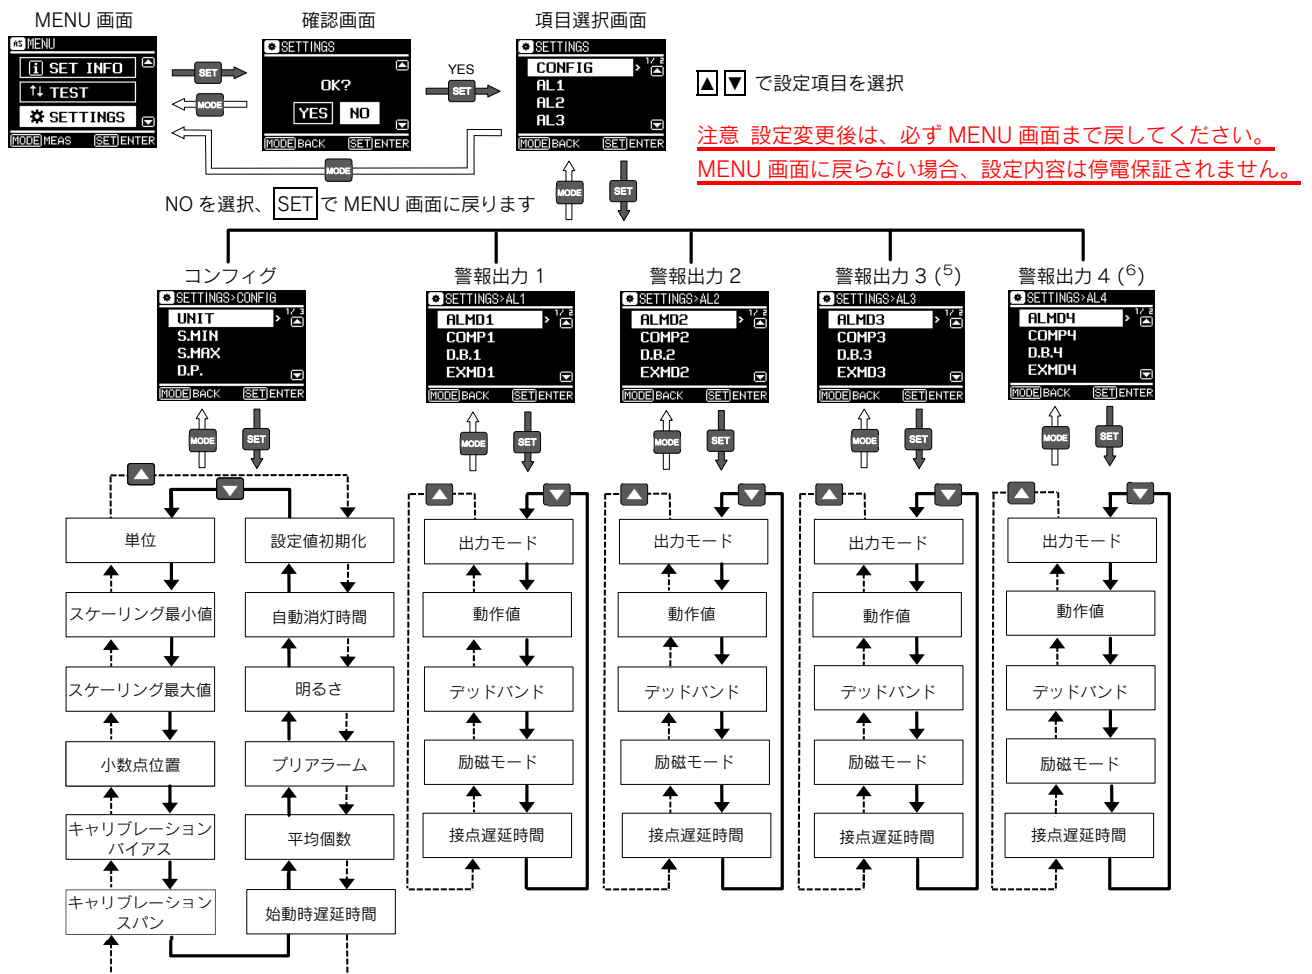 MENU 画面
確認画面
項目選択画面
AS MENU
i SET INFO
↑↓ TEST
SETTINGS
MODE MEAS SET ENTER
SET
MODE
SETTINGS
OK?
YES NO
MODE BACK SET ENTER
YES
SET
SETTINGS
1/2
CONFIG >
AL1
AL2
AL3
MODE BACK SET ENTER
▲ ▼ で設定項目を選択
注意 設定変更後は、必ず MENU 画面まで戻してください。
MENU 画面に戻らない場合、設定内容は停電保証されません。
MODE
NO を選択、SET で MENU 画面に戻ります
MODE
SET
コンフィグ
警報出力 1
警報出力 2
警報出力 3 (5)
警報出力 4 (6)
SETTINGS>CONFIG
1/3
UNIT >
S.MIN
S.MAX
D.P.
MODE BACK SET ENTER
SETTINGS>AL1
1/2
ALMD1 >
COMP1
D.B.1
EXMD1
MODE BACK SET ENTER
SETTINGS>AL2
1/2
ALMD2 >
COMP2
D.B.2
EXMD2
MODE BACK SET ENTER
SETTINGS>AL3
1/2
ALMD3 >
COMP3
D.B.3
EXMD3
MODE BACK SET ENTER
SETTINGS>AL4
1/2
ALMD4 >
COMP4
D.B.4
EXMD4
MODE BACK SET ENTER
MODE SET
MODE SET
MODE SET
MODE SET
MODE SET
単位
スケーリング最小値
スケーリング最大値
小数点位置
キャリブレーション
バイアス
キャリブレーション
スパン
設定値初期化
自動消灯時間
明るさ
プリアラーム
平均個数
始動時遅延時間
出力モード
動作値
デッドバンド
励磁モード
接点遅延時間
出力モード
動作値
デッドバンド
励磁モード
接点遅延時間
出力モード
動作値
デッドバンド
励磁モード
接点遅延時間
出力モード
動作値
デッドバンド
励磁モード
接点遅延時間